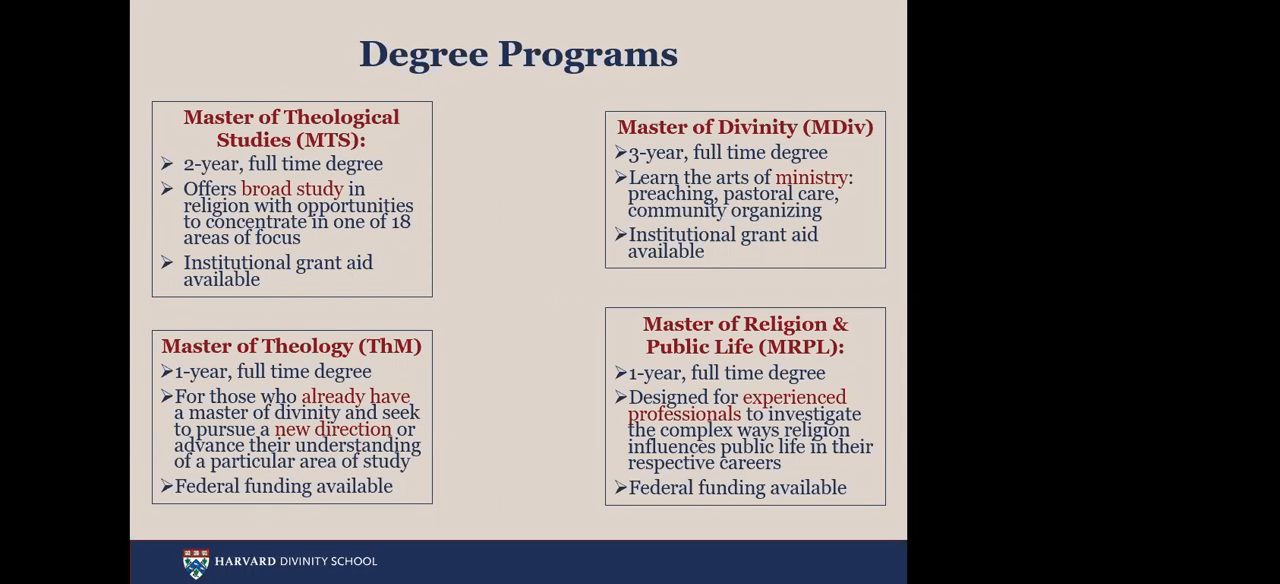 Degree Programs
Master of Theological
Studies (MTS):
➢ 2-year, full time degree
➢ Offers broad study in
religion with opportunities
to concentrate in one of 18
areas of focus
➢ Institutional grant aid
available
Master of Divinity (MDiv)
➢3-year, full time degree
➢Learn the arts of ministry:
preaching, pastoral care,
community organizing
➢Institutional grant aid
available
Master of Theology (ThM)
➢1-year, full time degree
➢For those who already have
a master of divinity and seek
to pursue a new direction or
advance their understanding
of a particular area of study
➢Federal funding available
Master of Religion &
Public Life (MRPL):
➢1-year, full time degree
➢Designed for experienced
professionals to investigate
the complex ways religion
influences public life in their
respective careers
➢Federal funding available
HARVARD DIVINITY SCHOOL